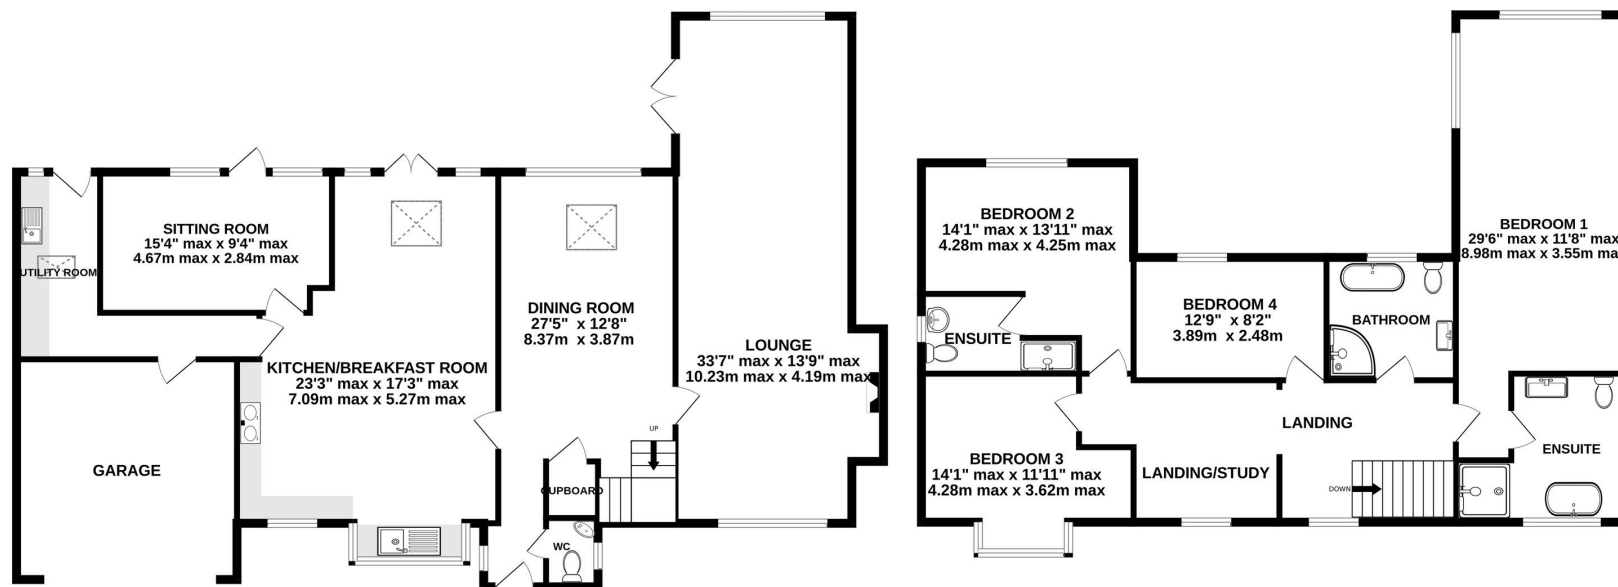 SITTING ROOM
15'4" max x 9'4" max
4.67m max x 2.84m max
UTILITY ROOM
KITCHEN/BREAKFAST ROOM
23'3" max x 17'3" max
7.09m max x 5.27m max
GARAGE
DINING ROOM
27'5" x 12'8"
8.37m x 3.87m
UP
CUPBOARD
WC
LOUNGE
33'7" max x 13'9" max
10.23m max x 4.19m max
BEDROOM 2
14'1" max x 13'11" max
4.28m max x 4.25m max
ENSUITE
BEDROOM 4
12'9" x 8'2"
3.89m x 2.48m
BATHROOM
BEDROOM 1
29'6" max x 11'8" max
8.98m max x 3.55m max
BEDROOM 3
14'1" max x 11'11" max
4.28m max x 3.62m max
LANDING
LANDING/STUDY
DOWN
ENSUITE